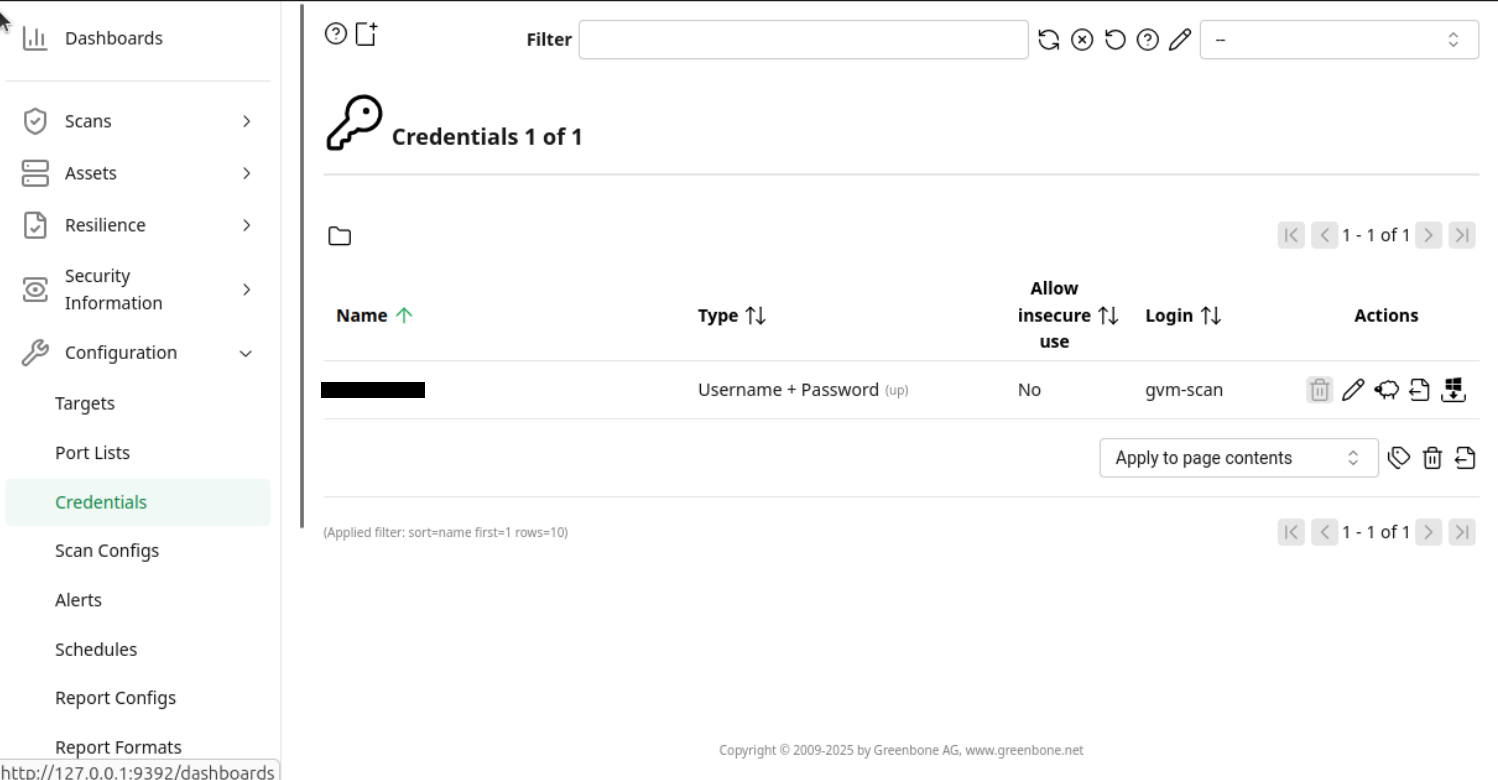 Dashboards
Scans
Assets
Resilience
Security
Information
Configuration
Targets
Port Lists
Credentials
Scan Configs
Alerts
Schedules
Report Configs
Report Formats
http://127.0.0.1:9392/dashboards
Filter
--
Credentials 1 of 1
1 - 1 of 1
Name Type Allow insecure use Login Actions
Username + Password (up) No gvm-scan
Apply to page contents
(Applied filter: sort=name first=1 rows=10) 1 - 1 of 1
Copyright © 2009-2025 by Greenbone AG, www.greenbone.net